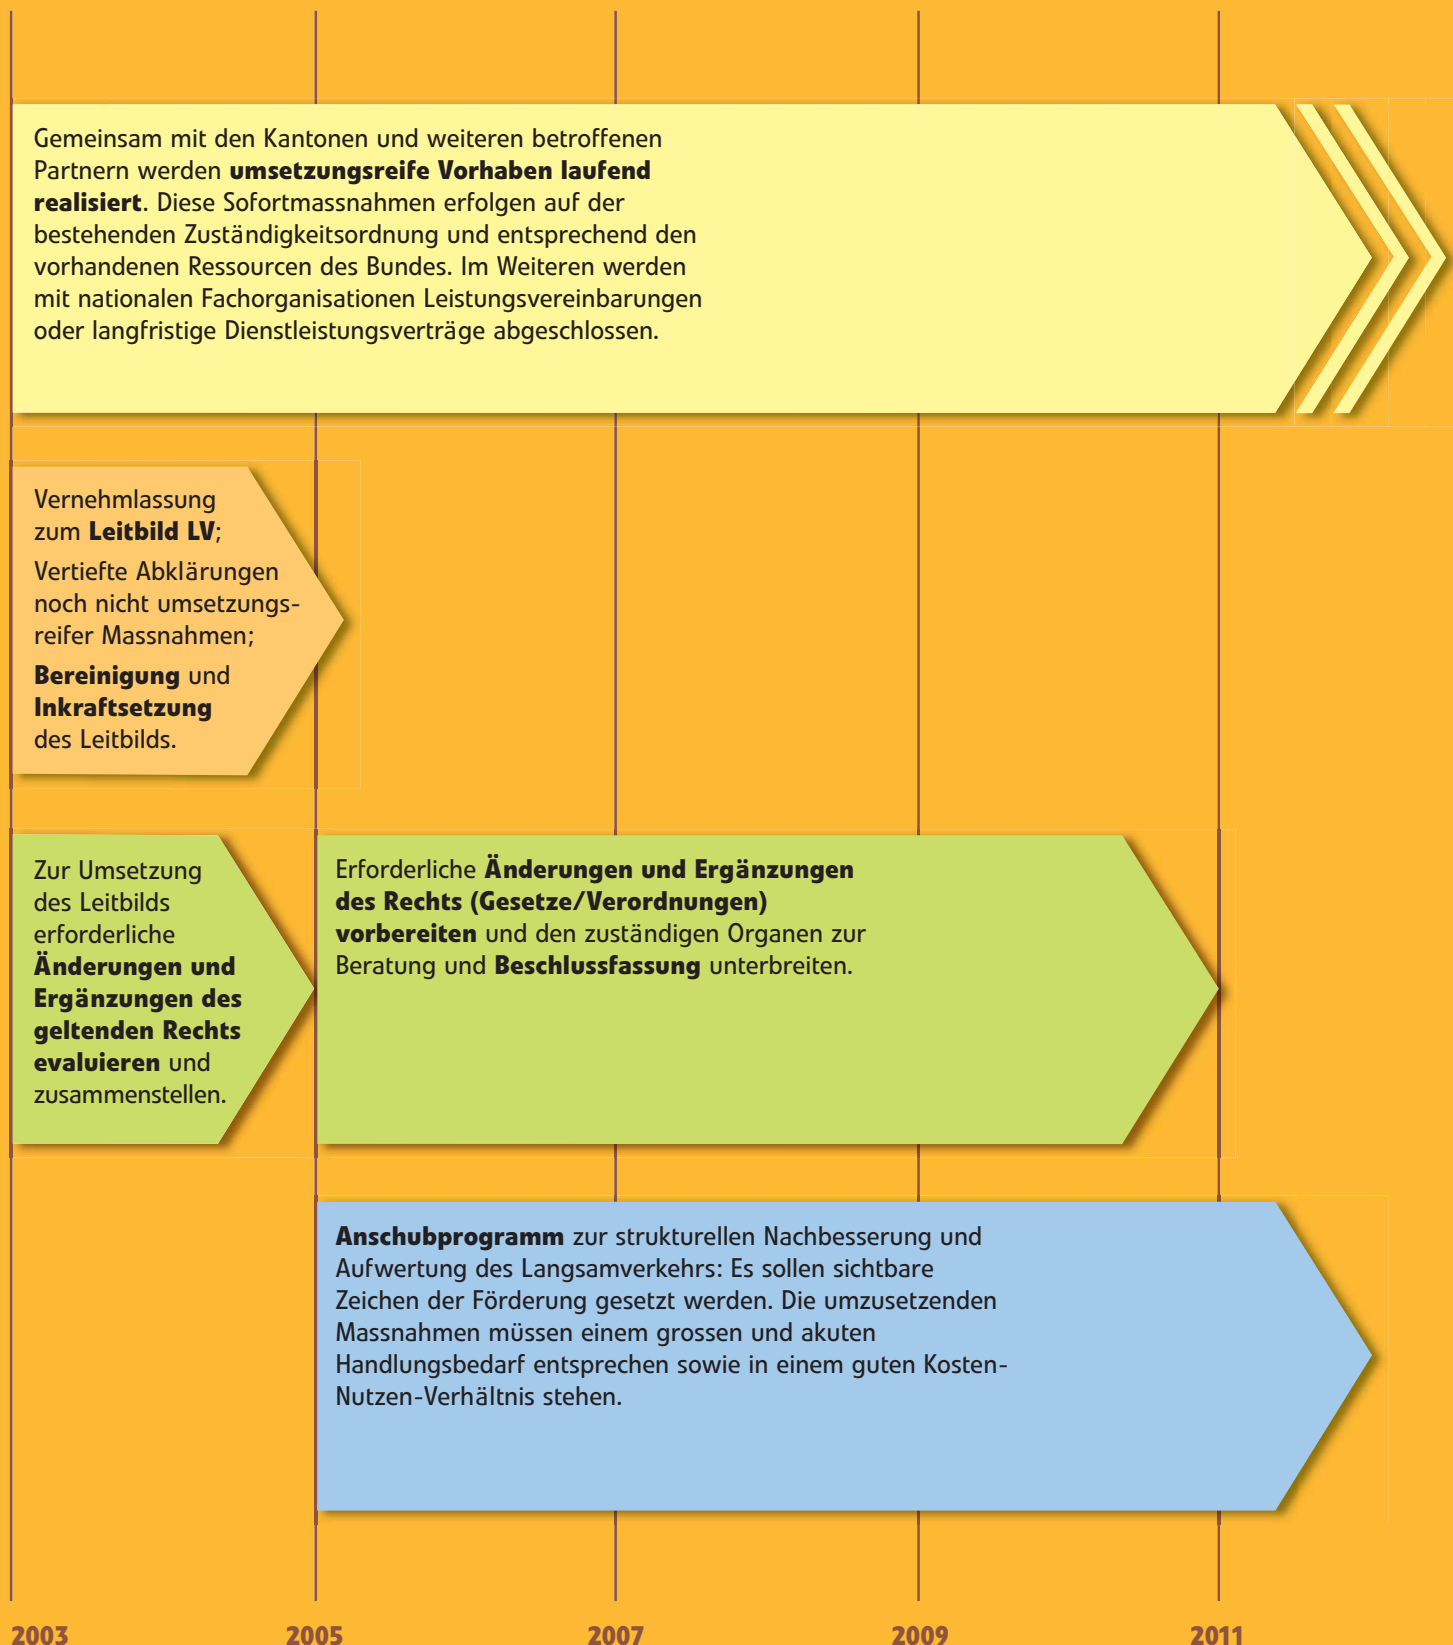 Gemeinsam mit den Kantonen und weiteren betroffenen
Partnern werden umsetzungsreife Vorhaben laufend
realisiert. Diese Sofortmassnahmen erfolgen auf der
bestehenden Zuständigkeitsordnung und entsprechend den
vorhandenen Ressourcen des Bundes. Im Weiteren werden
mit nationalen Fachorganisationen Leistungsvereinbarungen
oder langfristige Dienstleistungsverträge abgeschlossen.
Vernehmlassung
zum Leitbild LV;
Vertiefte Abklärungen
noch nicht umsetzungs-
reifer Massnahmen;
Bereinigung und
Inkraftsetzung
des Leitbilds.
Zur Umsetzung
des Leitbilds
erforderliche
Änderungen und
Ergänzungen des
geltenden Rechts
evaluieren und
zusammenstellen.
Erforderliche Änderungen und Ergänzungen
des Rechts (Gesetze/Verordnungen)
vorbereiten und den zuständigen Organen zur
Beratung und Beschlussfassung unterbreiten.
Anschubprogramm zur strukturellen Nachbesserung und
Aufwertung des Langsamverkehrs: Es sollen sichtbare
Zeichen der Förderung gesetzt werden. Die umzusetzenden
Massnahmen müssen einem grossen und akuten
Handlungsbedarf entsprechen sowie in einem guten Kosten-
Nutzen-Verhältnis stehen.
2003 2005 2007 2009 2011